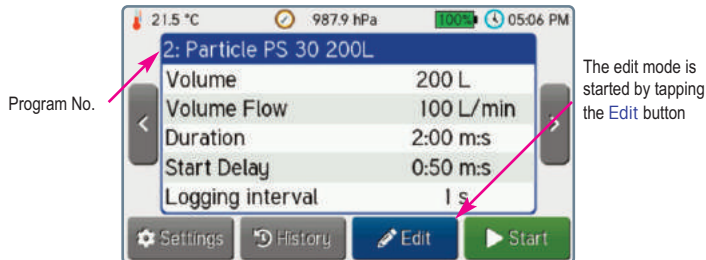 21.5 °C 987.9 hPa 100% 05:06 PM
2: Particle PS 30 200L
Volume 200 L
Volume Flow 100 L/min
Duration 2:00 m:s
Start Delay 0:50 m:s
Logging interval 1 s
< >
Settings History Edit Start
Program No.
The edit mode is
started by tapping
the Edit button